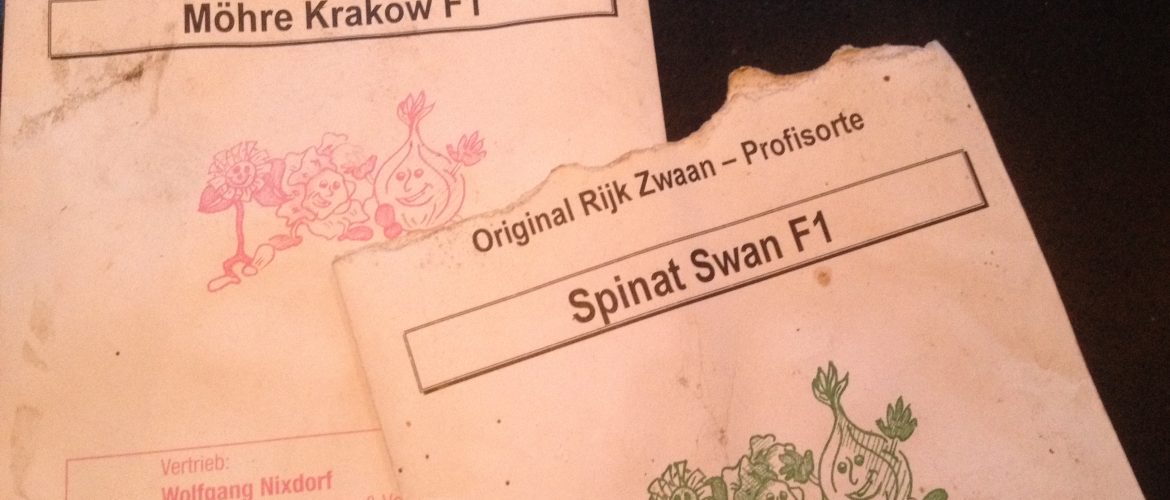 Möhre Krakow F1
Vertrieb:
Wolfgang Nixdorf
Original Rijk Zwaan – Profisorte
Spinat Swan F1